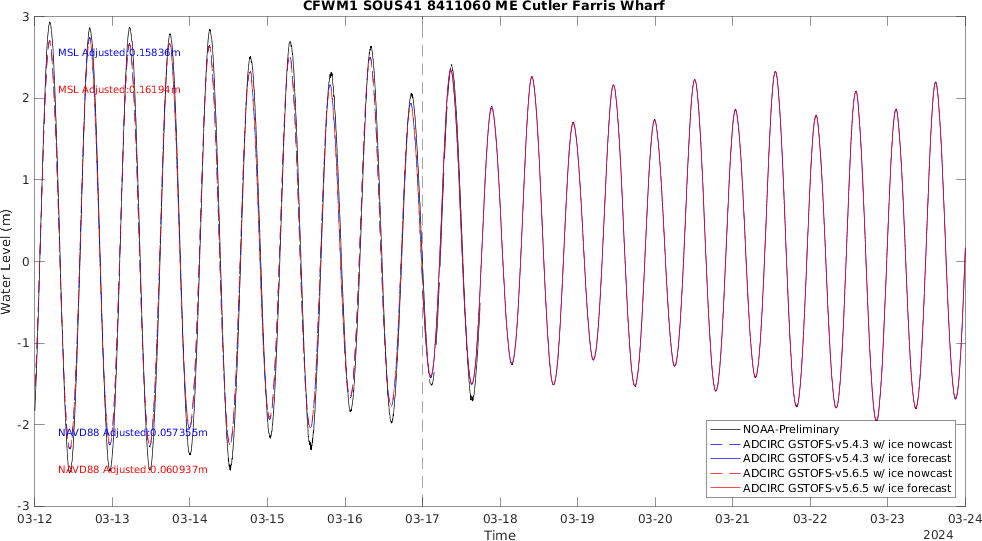 CFWM1 SOUS41 8411060 ME Cutler Farris Wharf
3
2
1
0
-1
-2
-3
Water Level (m)
MSL Adjusted:0.15836m
MSL Adjusted:0.16194m
NAVD88 Adjusted:0.057355m
NAVD88 Adjusted:0.060937m
NOAA-Preliminary
ADCIRC GSTOFS-v5.4.3 w/ ice nowcast
ADCIRC GSTOFS-v5.4.3 w/ ice forecast
ADCIRC GSTOFS-v5.6.5 w/ ice nowcast
ADCIRC GSTOFS-v5.6.5 w/ ice forecast
03-12 03-13 03-14 03-15 03-16 03-17 03-18 03-19 03-20 03-21 03-22 03-23 03-24
Time
2024